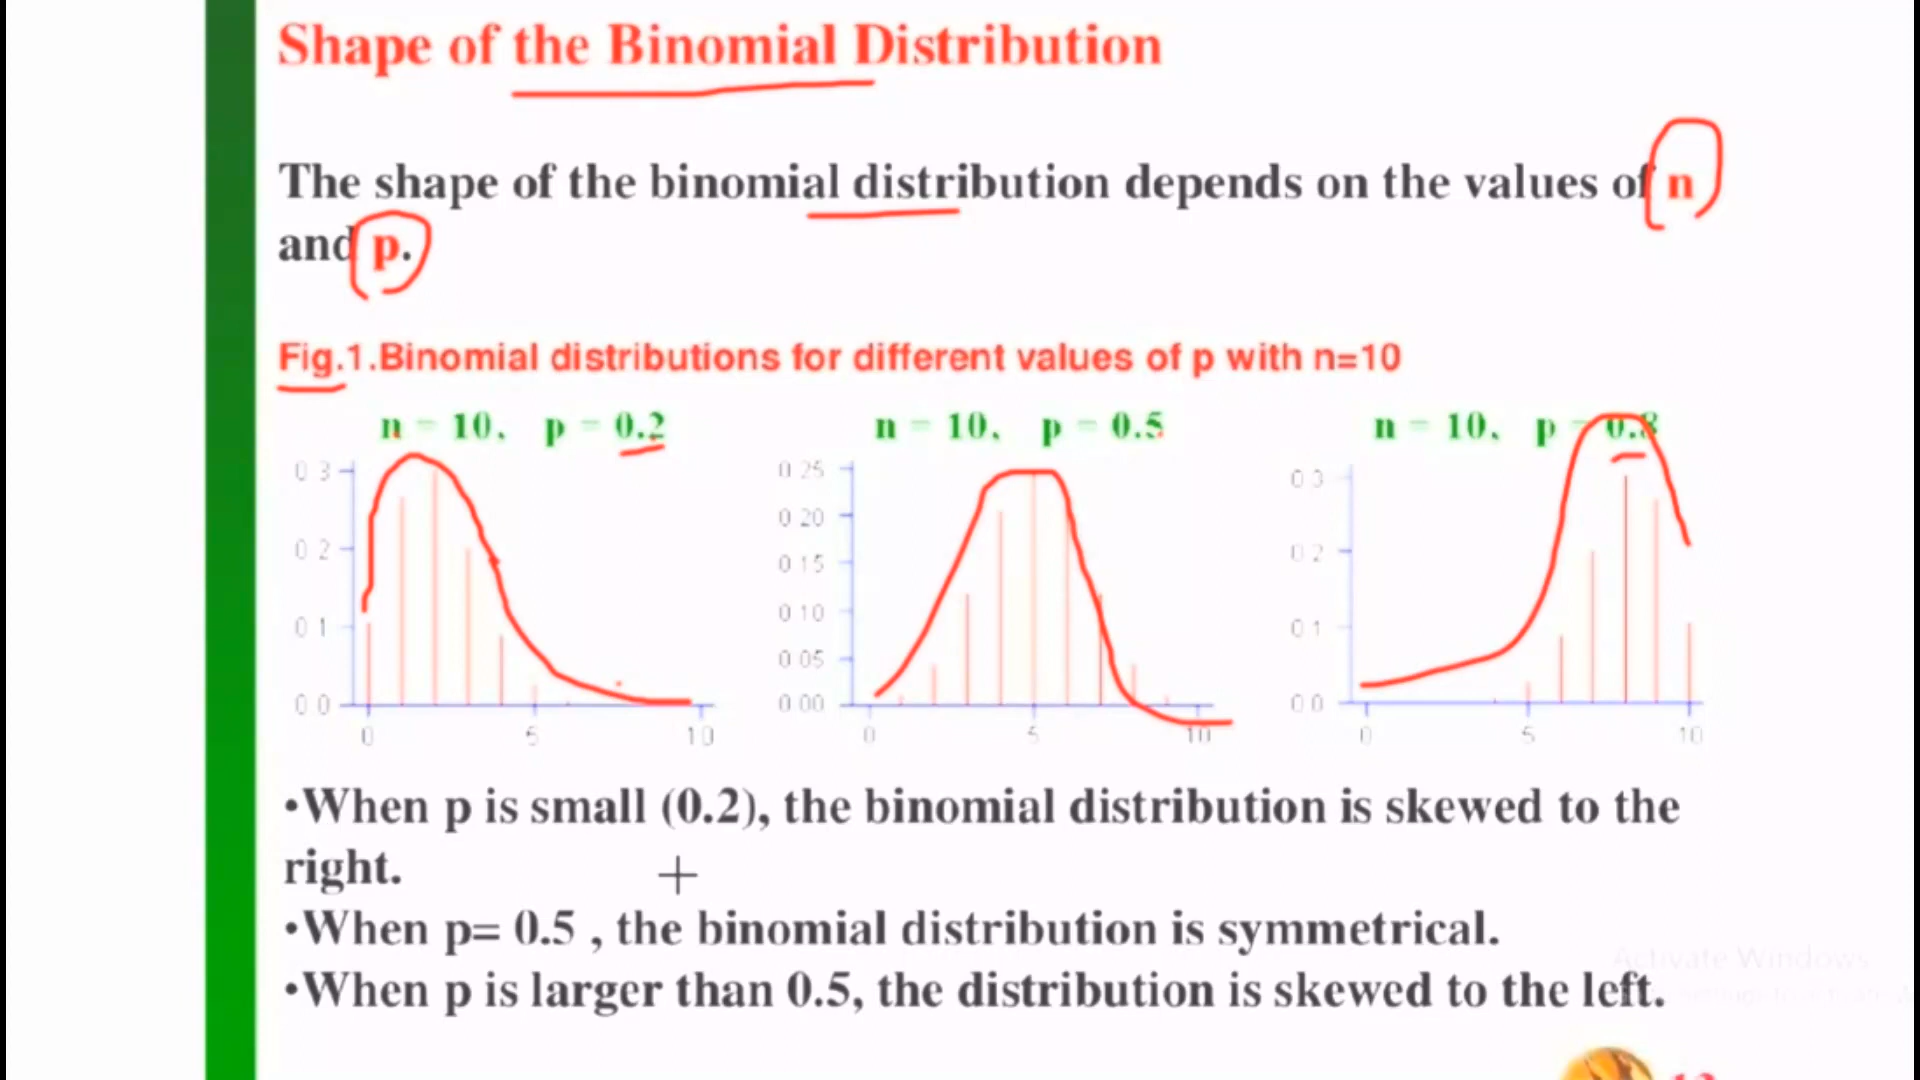 Shape of the Binomial Distribution
The shape of the binomial distribution depends on the values of n
and p.
Fig.1.Binomial distributions for different values of p with n=10
n = 10, p = 0.2
n = 10, p = 0.5
n = 10, p = 0.8
0.3
0.2
0.1
0.0
0 5 10
0.25
0.20
0.15
0.10
0.05
0.00
0 5 10
0.3
0.2
0.1
0.0
0 5 10
•When p is small (0.2), the binomial distribution is skewed to the
right.
•When p= 0.5 , the binomial distribution is symmetrical.
•When p is larger than 0.5, the distribution is skewed to the left.
Activate Windows